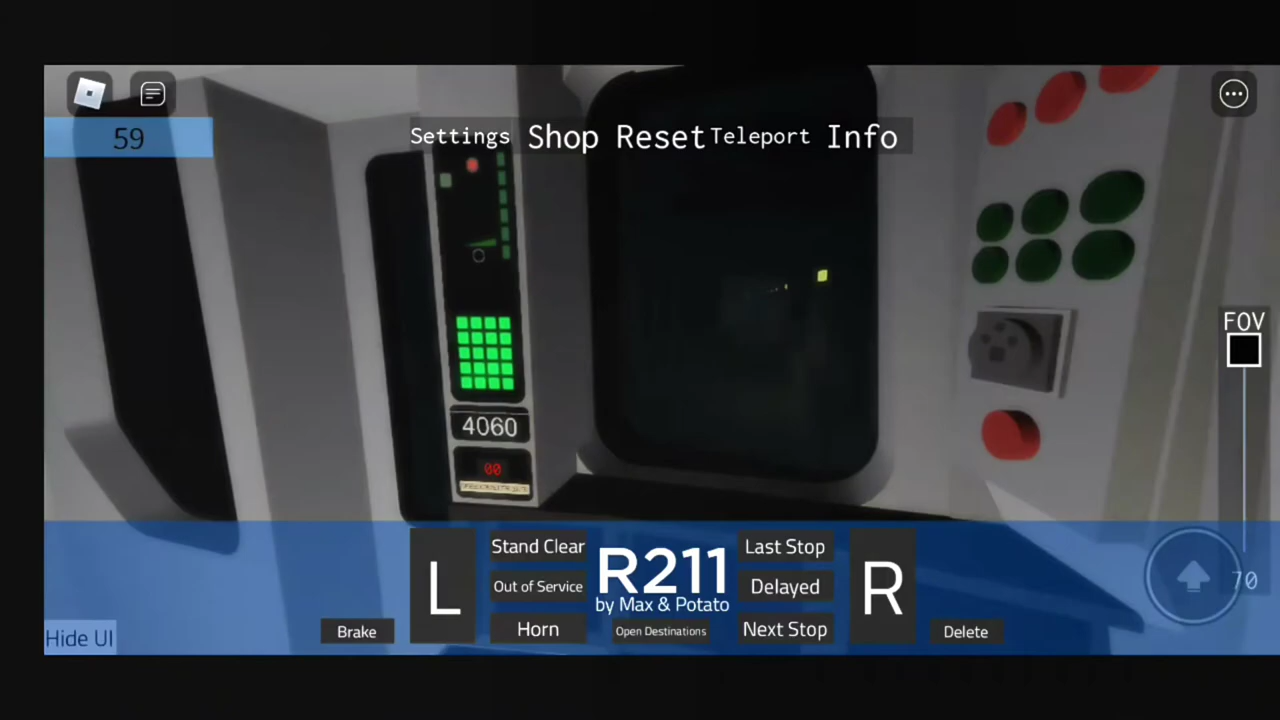 59
Settings Shop Reset Teleport Info
FOV
4060
00
70
L
R
Stand Clear
Out of Service
Horn
R211
by Max & Potato
Open Destinations
Last Stop
Delayed
Next Stop
Brake
Delete
Hide UI